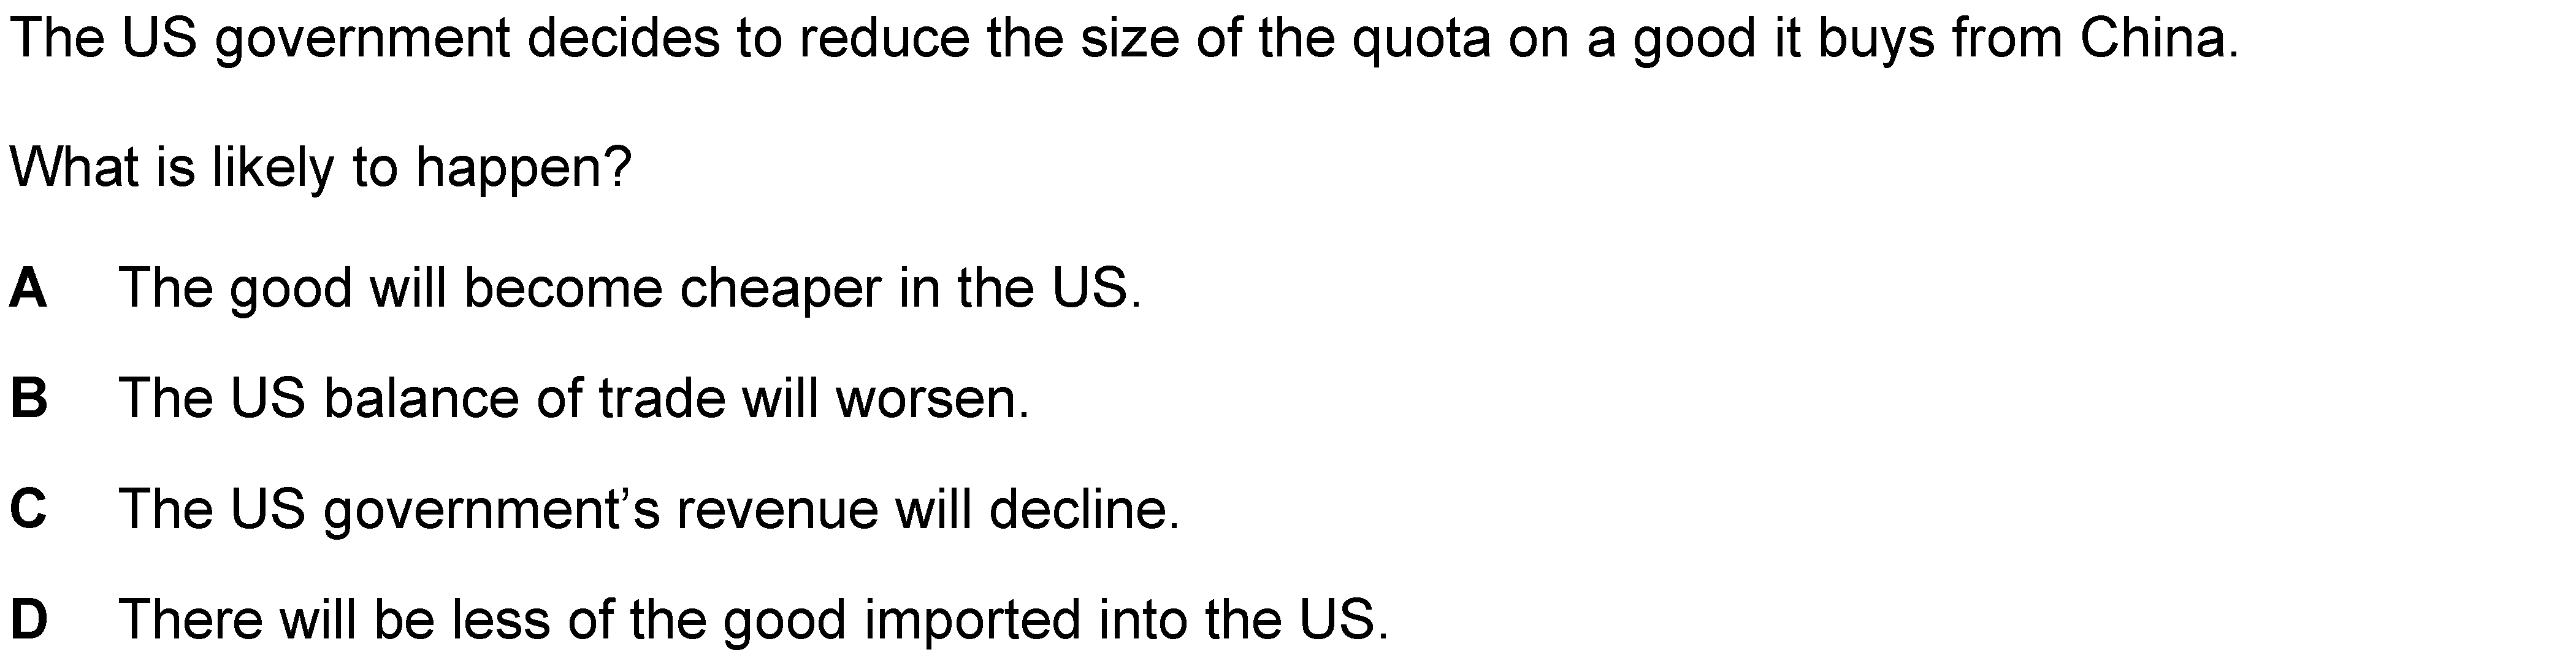 The US government decides to reduce the size of the quota on a good it buys from China.
What is likely to happen?
A The good will become cheaper in the US.
B The US balance of trade will worsen.
C The US government’s revenue will decline.
D There will be less of the good imported into the US.